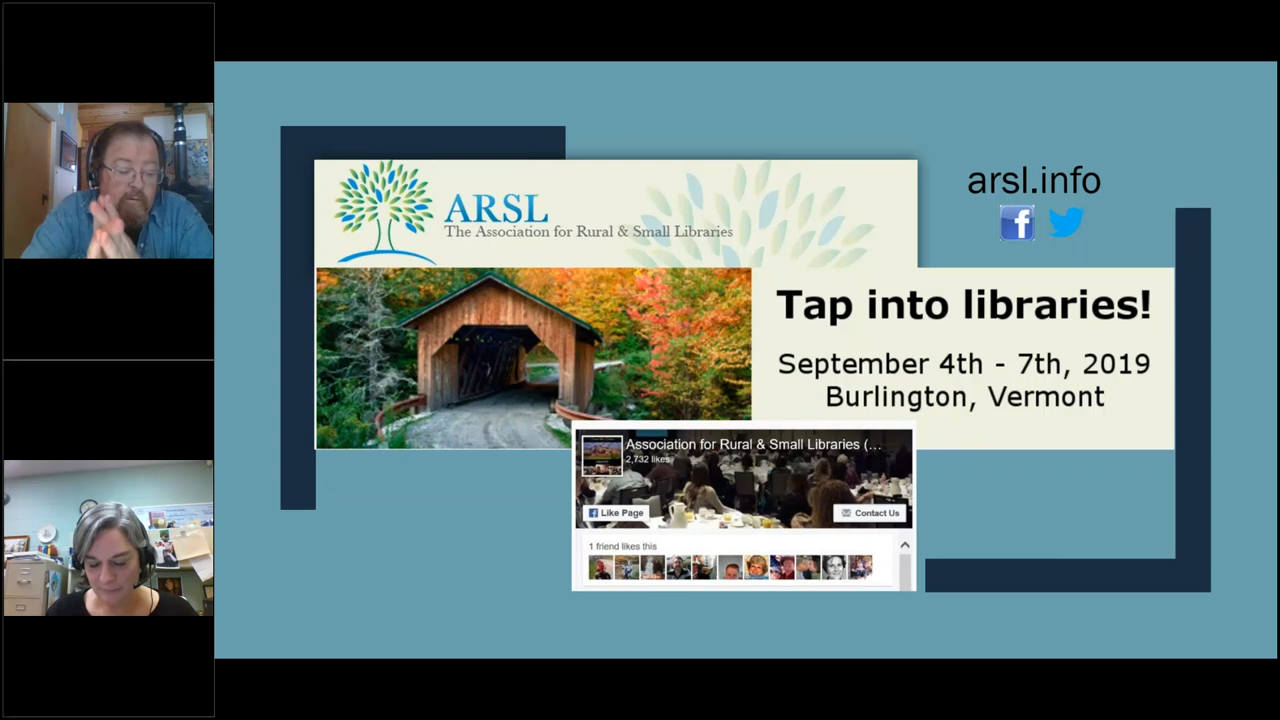 arsl.info
ARSL
The Association for Rural & Small Libraries
Tap into libraries!
September 4th - 7th, 2019
Burlington, Vermont
Association for Rural & Small Libraries (...
2,732 likes
Like Page
Contact Us
1 friend likes this